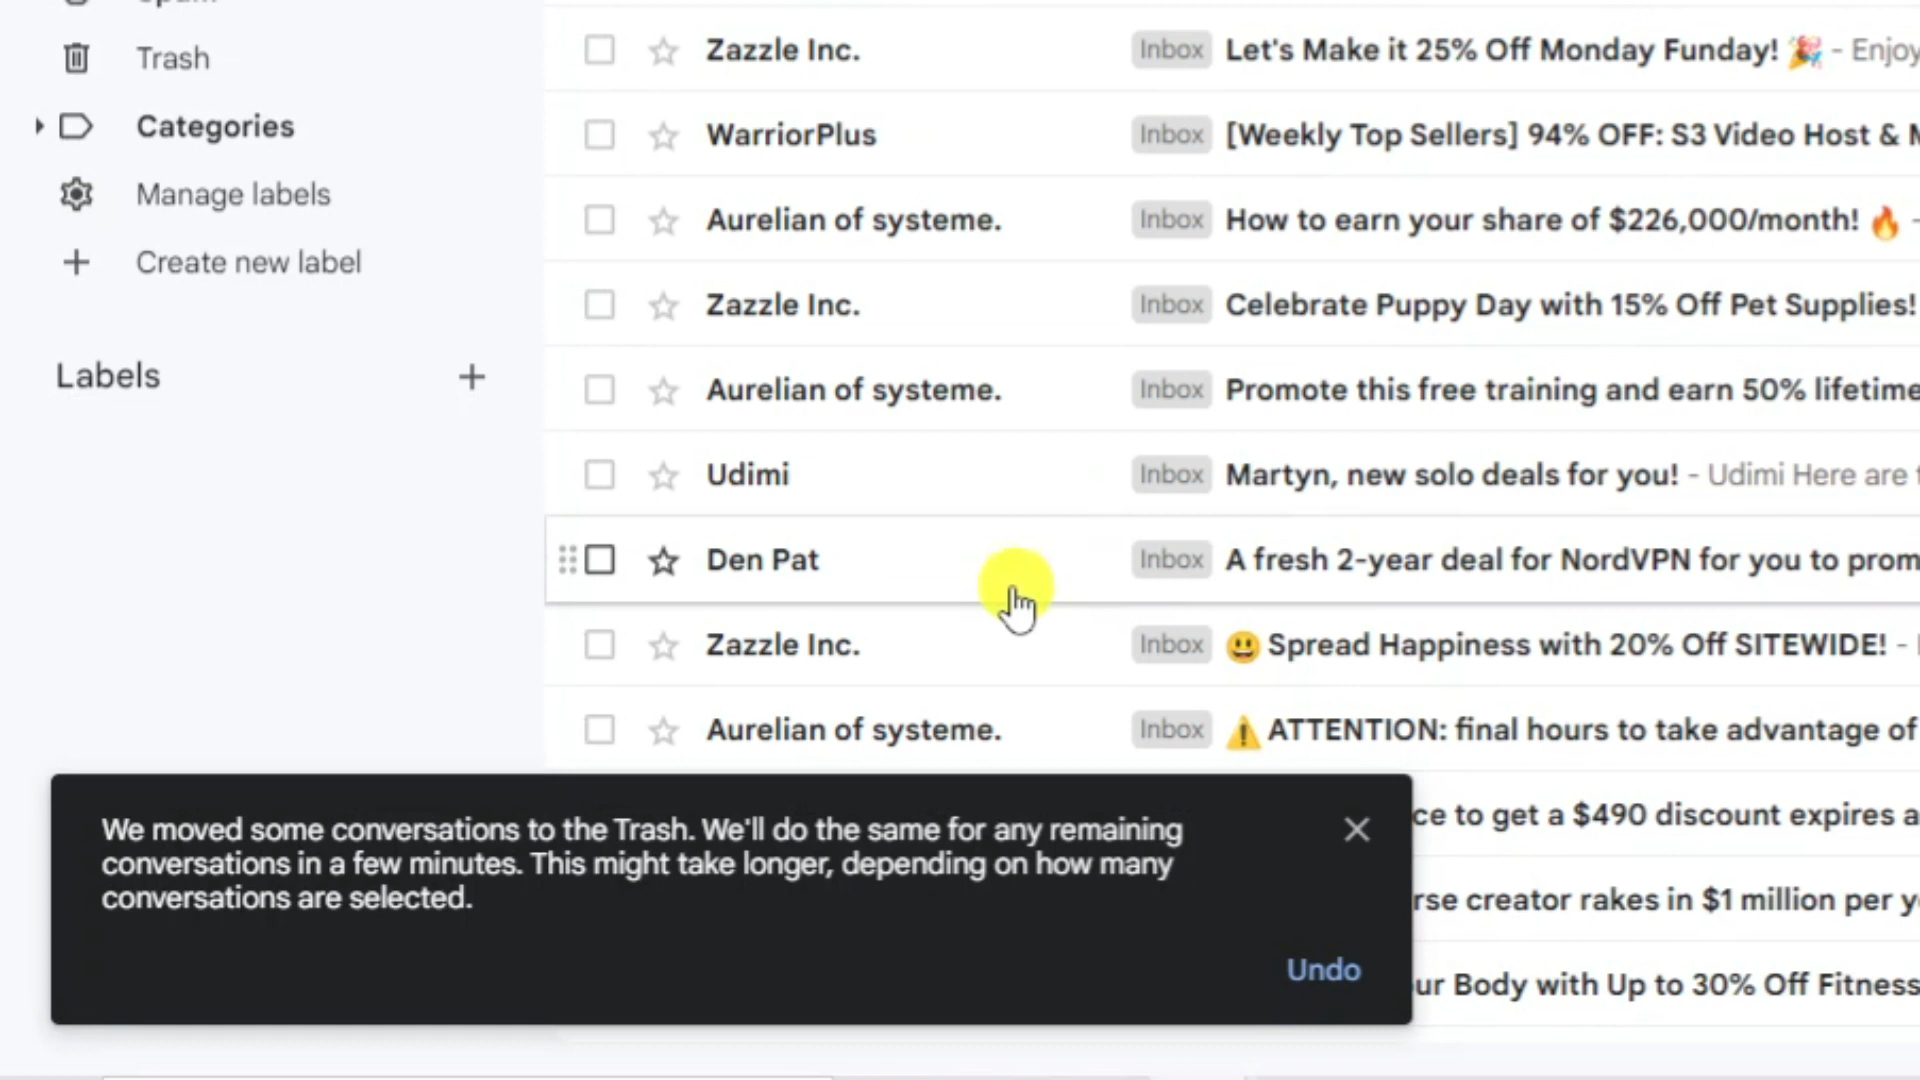 Trash
Categories
Manage labels
Create new label
Labels
Zazzle Inc. Inbox Let's Make it 25% Off Monday Funday! 🎉 - Enjoy
WarriorPlus Inbox [Weekly Top Sellers] 94% OFF: S3 Video Host &
Aurelian of systeme. Inbox How to earn your share of $226,000/month! 🔥 -
Zazzle Inc. Inbox Celebrate Puppy Day with 15% Off Pet Supplies!
Aurelian of systeme. Inbox Promote this free training and earn 50% lifetime
Udimi Inbox Martyn, new solo deals for you! - Udimi Here are
Den Pat Inbox A fresh 2-year deal for NordVPN for you to prom
Zazzle Inc. Inbox 😃 Spread Happiness with 20% Off SITEWIDE! -
Aurelian of systeme. Inbox ⚠️ ATTENTION: final hours to take advantage of
ce to get a $490 discount expires a
rse creator rakes in $1 million per y
our Body with Up to 30% Off Fitness
We moved some conversations to the Trash. We'll do the same for any remaining
conversations in a few minutes. This might take longer, depending on how many
conversations are selected.
Undo